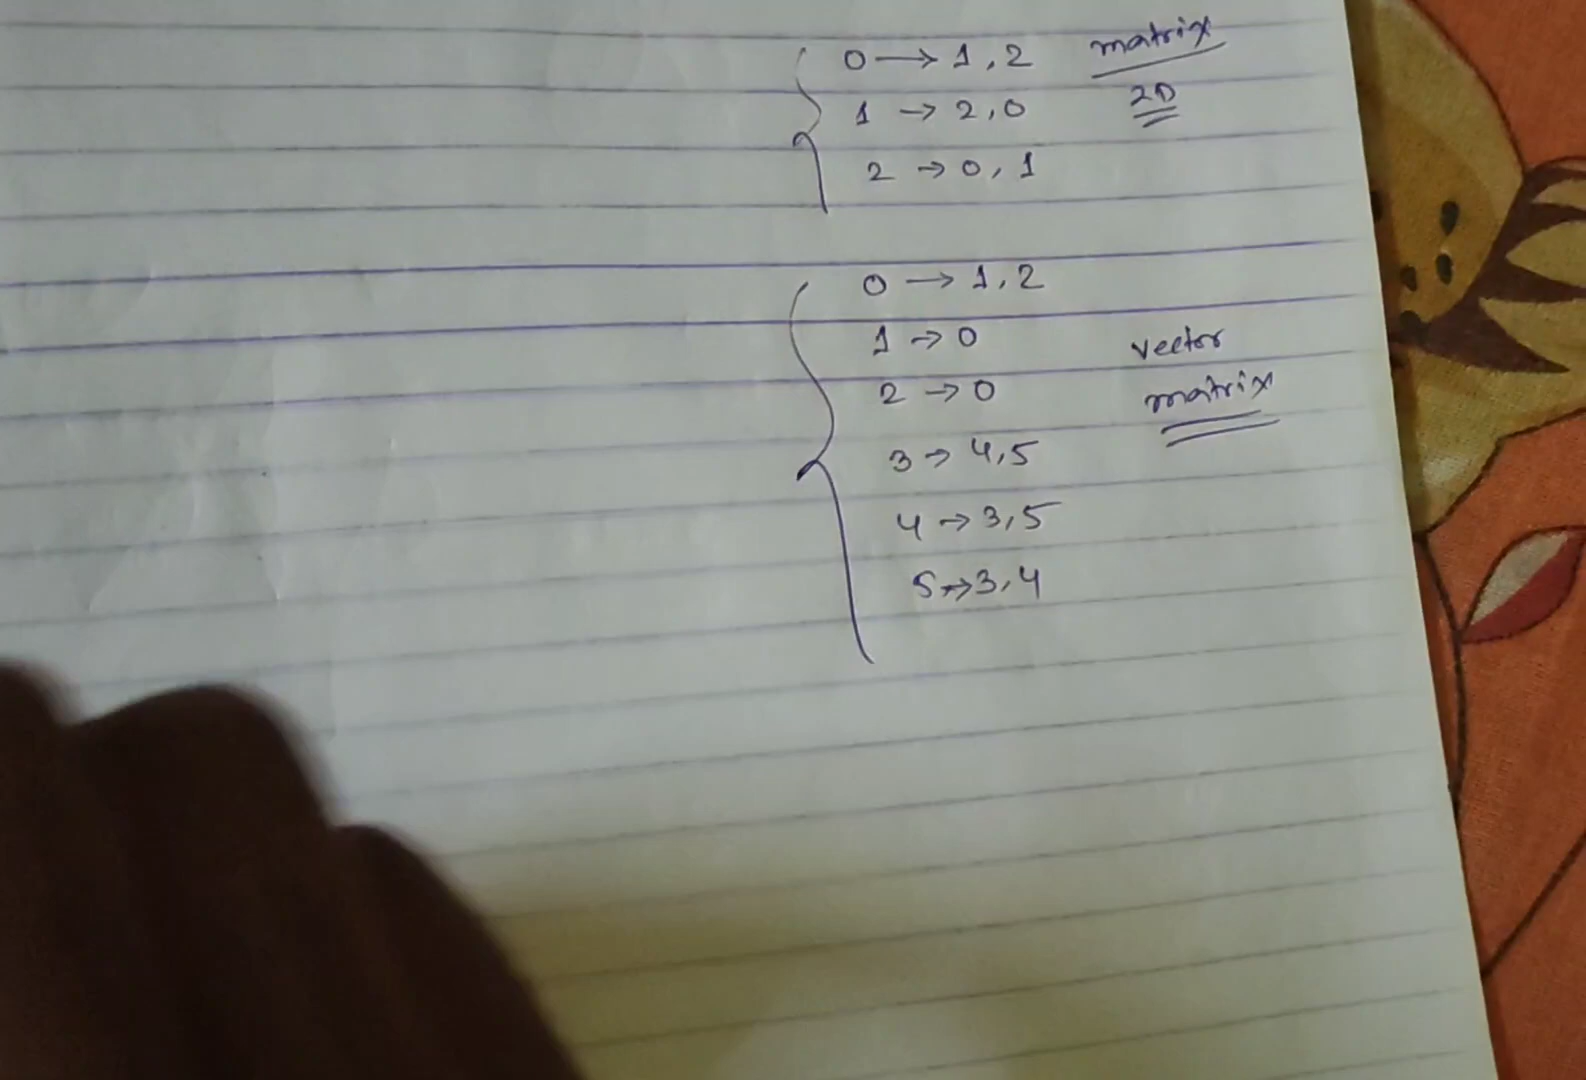 0 → 1, 2 matrix
1 → 2, 0 2D
2 → 0, 1
0 → 1, 2
1 → 0 vector
2 → 0 matrix
3 → 4, 5
4 → 3, 5
5 → 3, 4